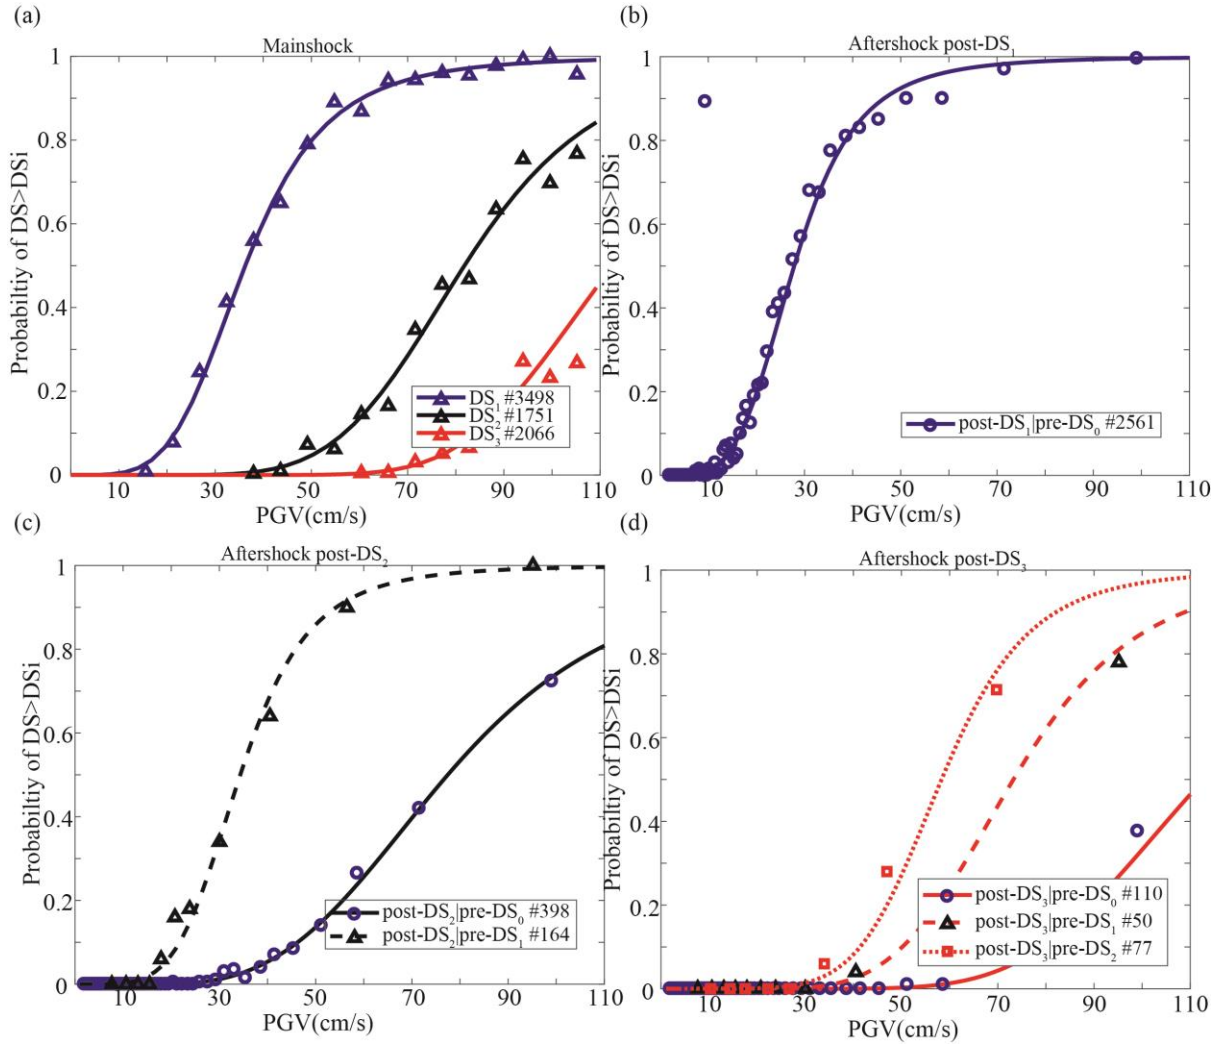 (a)
Mainshock
Probabiltiy of DS>DSi
1
0.8
0.6
0.4
0.2
0
10 30 50 70 90 110
PGV(cm/s)
DS₁ #3498
DS₂ #1751
DS₃ #2066
(b)
Aftershock post-DS₁
Probabiltiy of DS>DSi
1
0.8
0.6
0.4
0.2
0
10 30 50 70 90 110
PGV(cm/s)
post-DS₁|pre-DS₀ #2561
(c)
Aftershock post-DS₂
Probabiltiy of DS>DSi
1
0.8
0.6
0.4
0.2
0
10 30 50 70 90 110
PGV(cm/s)
post-DS₂|pre-DS₀ #398
post-DS₂|pre-DS₁ #164
(d)
Aftershock post-DS₃
Probabiltiy of DS>DSi
1
0.8
0.6
0.4
0.2
0
10 30 50 70 90 110
PGV(cm/s)
post-DS₃|pre-DS₀ #110
post-DS₃|pre-DS₁ #50
post-DS₃|pre-DS₂ #77